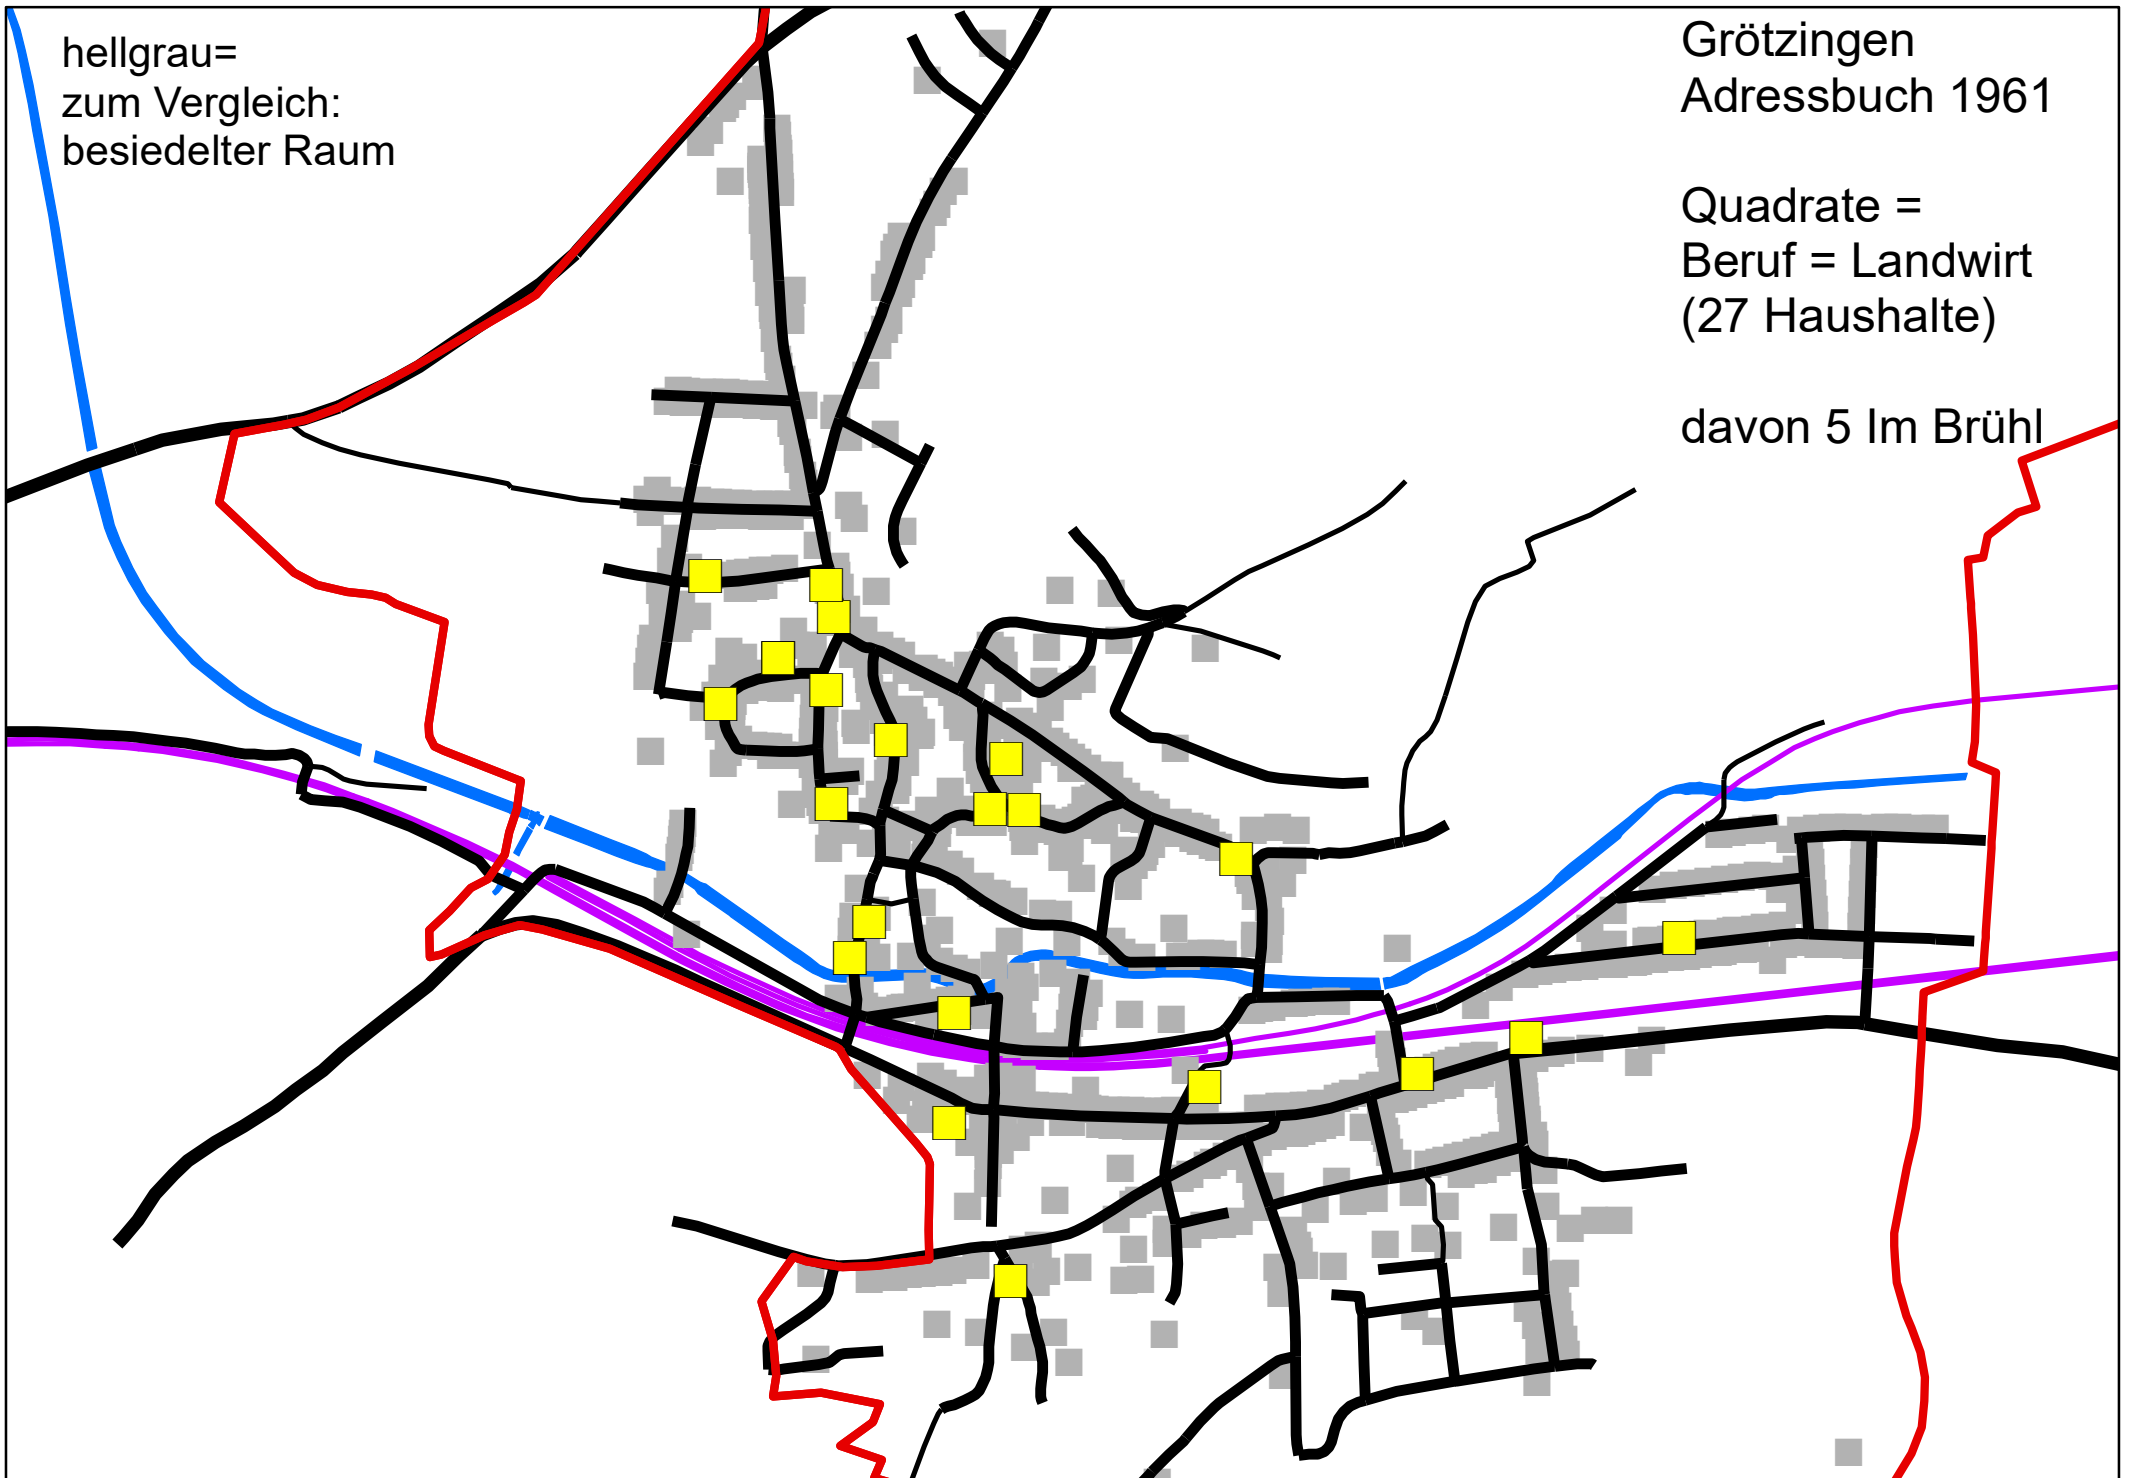 hellgrau=
zum Vergleich:
besiedelter Raum
Grötzingen
Adressbuch 1961
Quadrate =
Beruf = Landwirt
(27 Haushalte)
davon 5 Im Brühl